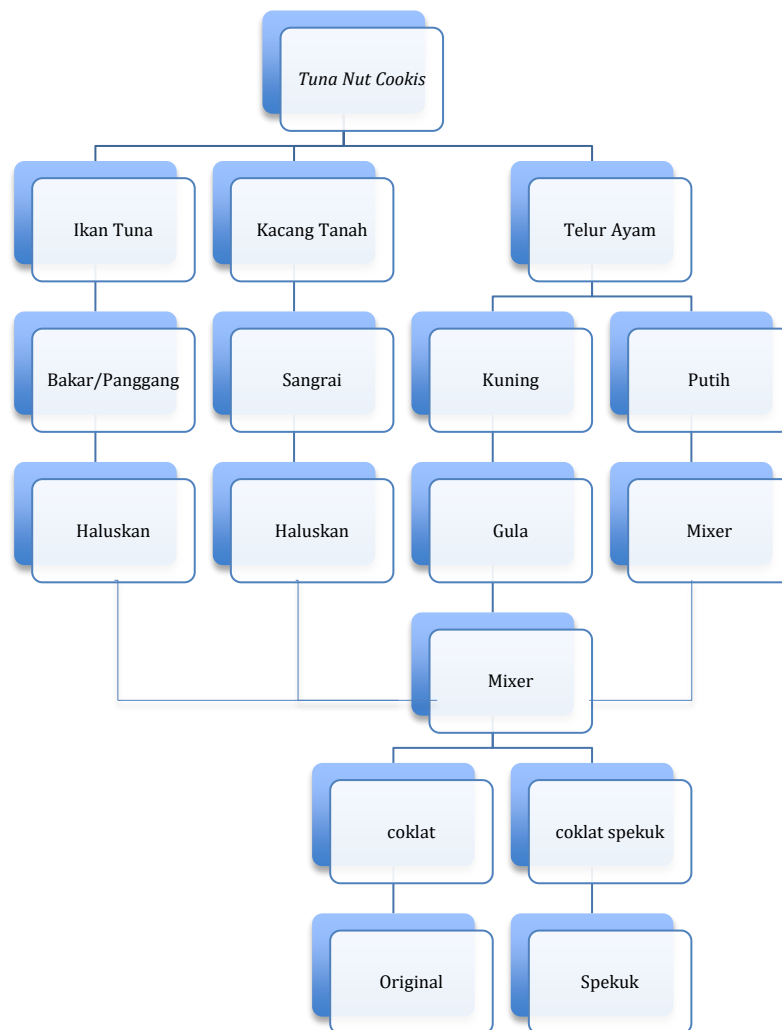 Tuna Nut Cookis
Ikan Tuna
Kacang Tanah
Telur Ayam
Bakar/Panggang
Sangrai
Kuning
Putih
Haluskan
Haluskan
Gula
Mixer
Mixer
coklat
coklat spekuk
Original
Spekuk